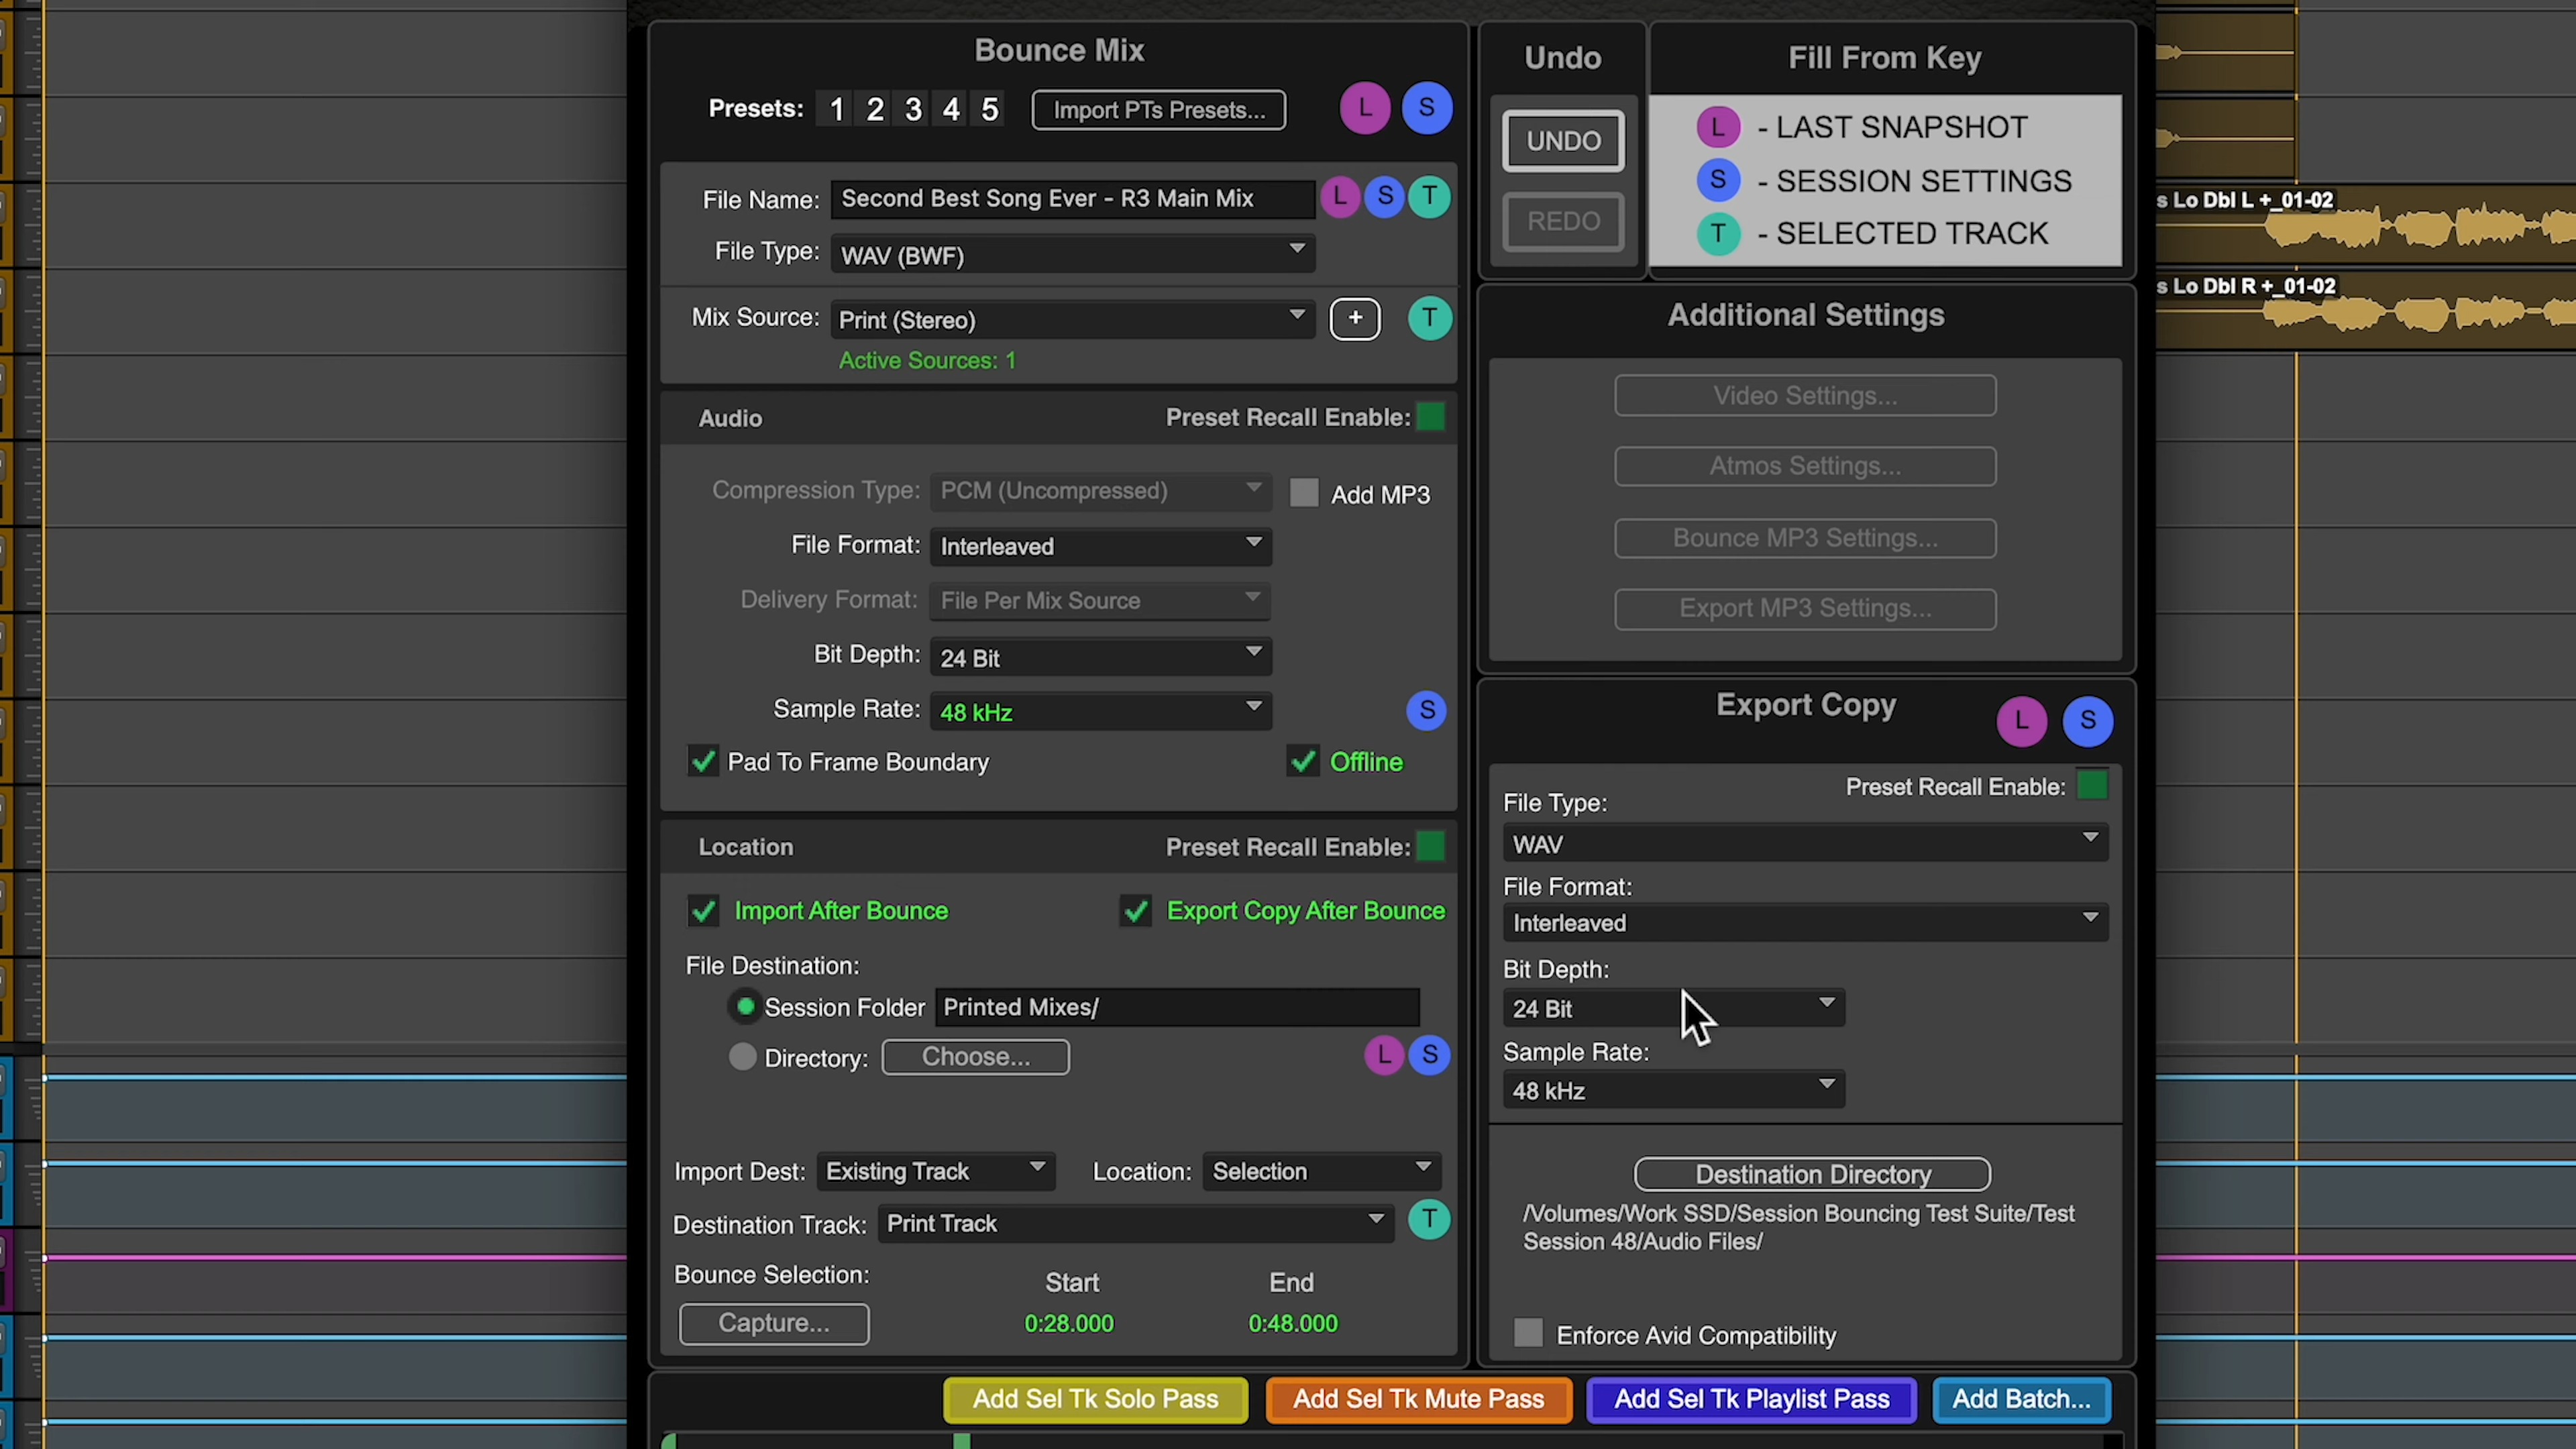 Bounce Mix
Presets: 1 2 3 4 5 Import PTs Presets... L S
File Name: Second Best Song Ever - R3 Main Mix L S T
File Type: WAV (BWF)
Mix Source: Print (Stereo) + T
Active Sources: 1
Audio Preset Recall Enable:
Compression Type: PCM (Uncompressed) Add MP3
File Format: Interleaved
Delivery Format: File Per Mix Source
Bit Depth: 24 Bit
Sample Rate: 48 kHz S
Pad To Frame Boundary Offline
Location Preset Recall Enable:
Import After Bounce Export Copy After Bounce
File Destination:
Session Folder Printed Mixes/
Directory: Choose... L S
Import Dest: Existing Track Location: Selection
Destination Track: Print Track T
Bounce Selection: Start End
Capture... 0:28.000 0:48.000
Undo
UNDO
REDO
Fill From Key
L - LAST SNAPSHOT
S - SESSION SETTINGS
T - SELECTED TRACK
Additional Settings
Video Settings...
Atmos Settings...
Bounce MP3 Settings...
Export MP3 Settings...
Export Copy L S
Preset Recall Enable:
File Type:
WAV
File Format:
Interleaved
Bit Depth:
24 Bit
Sample Rate:
48 kHz
Destination Directory
/Volumes/Work SSD/Session Bouncing Test Suite/Test
Session 48/Audio Files/
Enforce Avid Compatibility
Add Sel Tk Solo Pass Add Sel Tk Mute Pass Add Sel Tk Playlist Pass Add Batch...
s Lo Dbl L +_01-02
s Lo Dbl R +_01-02